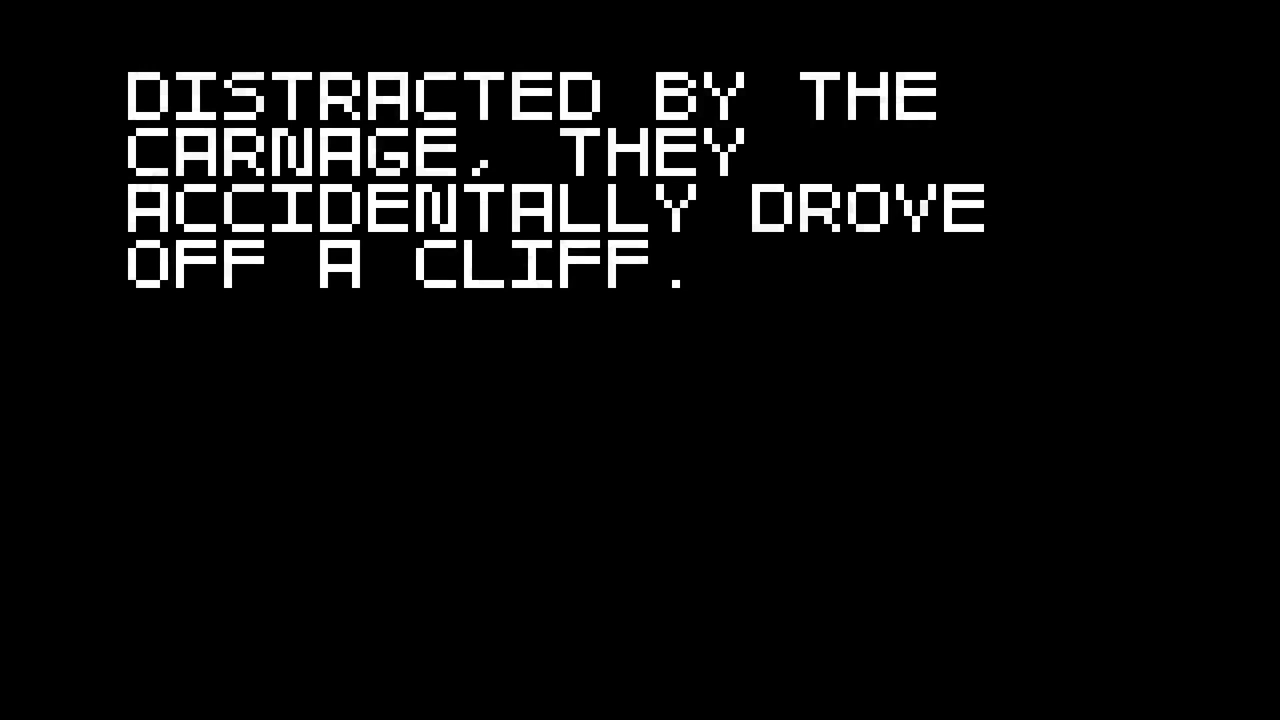 DISTRACTED BY THE
CARNAGE, THEY
ACCIDENTALLY DROVE
OFF A CLIFF.